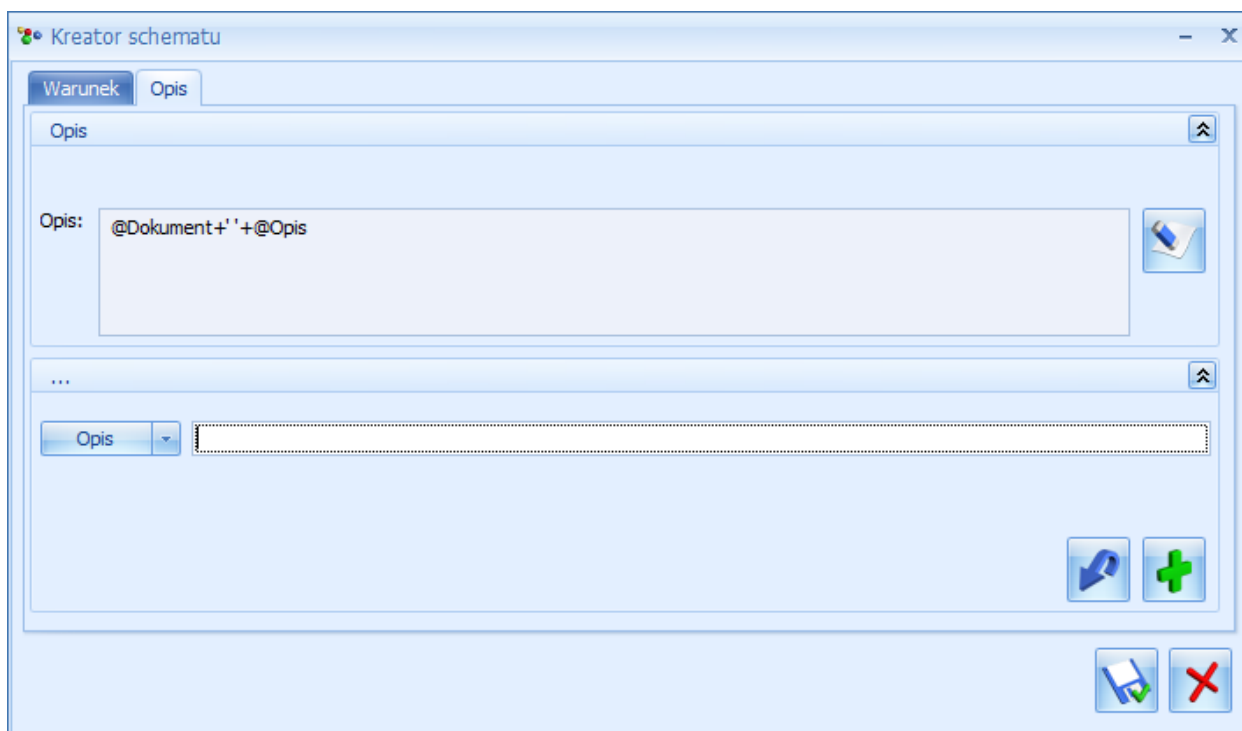 Kreator schematu
Warunek Opis
Opis
Opis: @Dokument+' '+@Opis
...
Opis